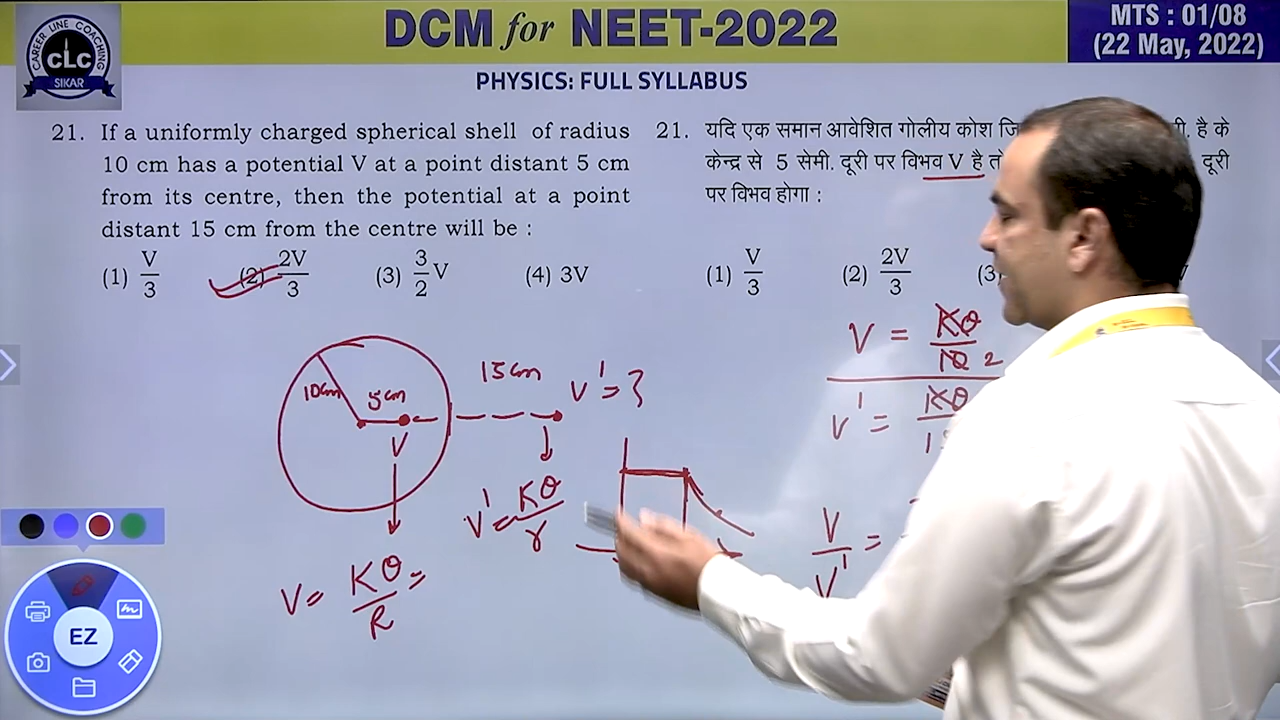 DCM for NEET-2022
MTS : 01/08
(22 May, 2022)
CAREER LINE COACHING
CLC
SIKAR
PHYSICS: FULL SYLLABUS
21. If a uniformly charged spherical shell of radius
10 cm has a potential V at a point distant 5 cm
from its centre, then the potential at a point
distant 15 cm from the centre will be :
(1) V/3 (2) 2V/3 (3) 3/2 V (4) 3V
21. यदि एक समान आवेशित गोलीय कोश जि
मी. है के
केन्द्र से 5 सेमी. दूरी पर विभव V है तो
दूरी
पर विभव होगा :
(1) V/3 (2) 2V/3 (3)
10cm
5cm
V
15cm
V' = ?
V' = KQ/r
V = KQ/R =
V = KQ/10 2
V' = KQ/1
V/V' =
EZ